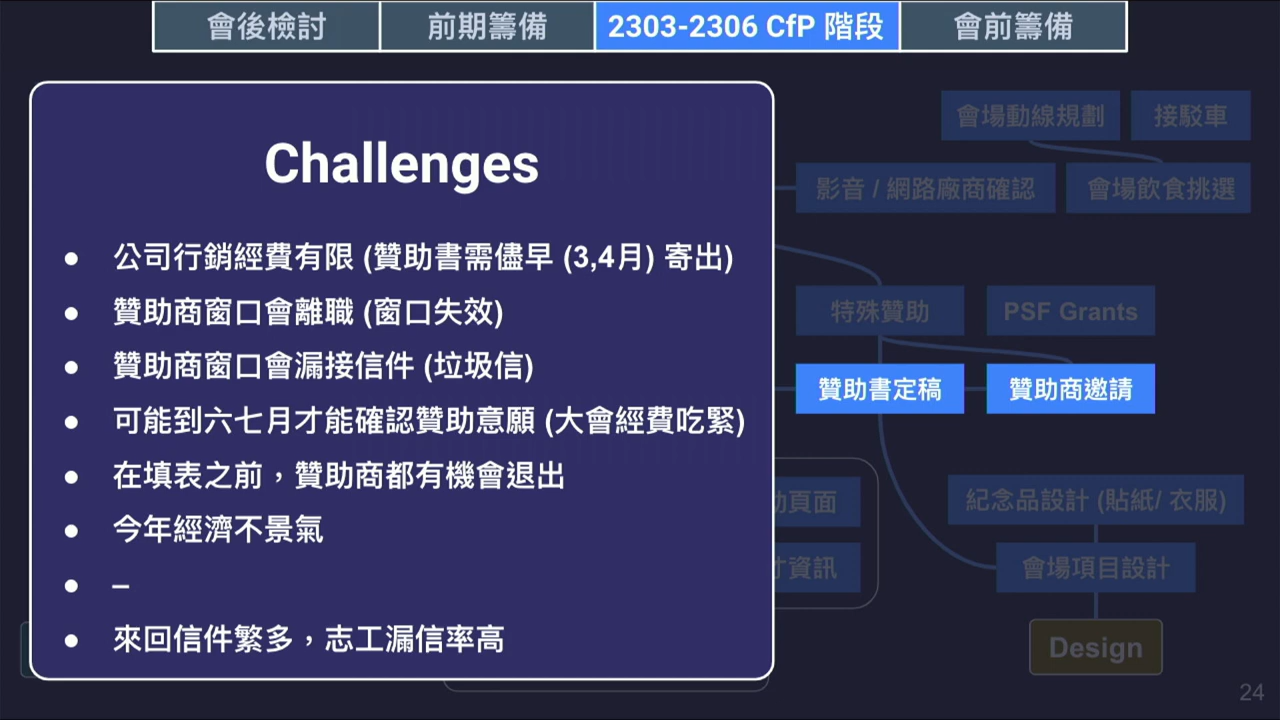 會後檢討
前期籌備
2303-2306 CfP 階段
會前籌備
Challenges
● 公司行銷經費有限 (贊助書需儘早 (3,4月) 寄出)
● 贊助商窗口會離職 (窗口失效)
● 贊助商窗口會漏接信件 (垃圾信)
● 可能到六七月才能確認贊助意願 (大會經費吃緊)
● 在填表之前，贊助商都有機會退出
● 今年經濟不景氣
● –
● 來回信件繁多，志工漏信率高
會場動線規劃
接駁車
影音 / 網路廠商確認
會場飲食挑選
特殊贊助
PSF Grants
贊助書定稿
贊助商邀請
頁面
資訊
紀念品設計 (貼紙/ 衣服)
會場項目設計
Design
24